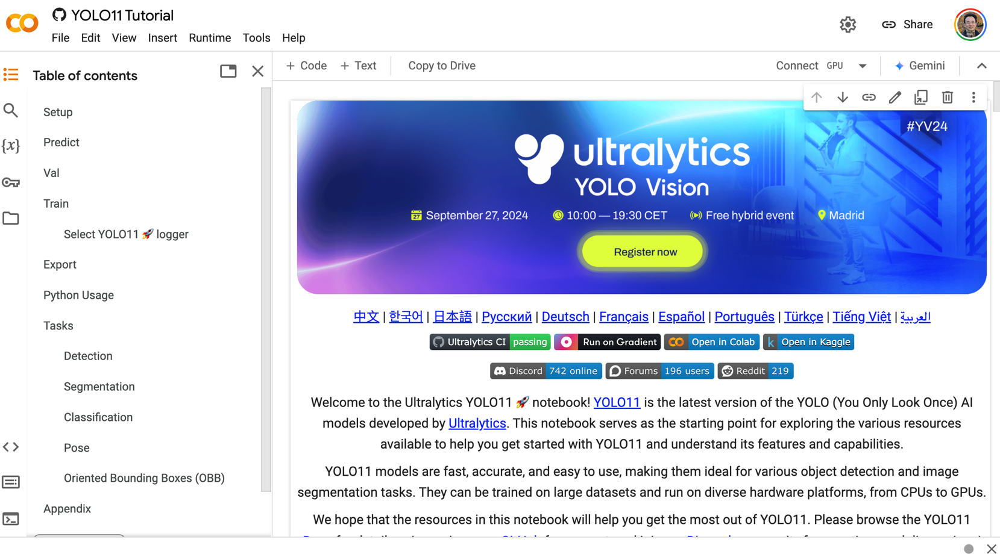 YOLO11 Tutorial
File Edit View Insert Runtime Tools Help
Share
Table of contents
Setup
Predict
Val
Train
Select YOLO11 🚀 logger
Export
Python Usage
Tasks
Detection
Segmentation
Classification
Pose
Oriented Bounding Boxes (OBB)
Appendix
+ Code + Text Copy to Drive
Connect GPU Gemini
#YV24
ultralytics
YOLO Vision
27 September 27, 2024 10:00 — 19:30 CET Free hybrid event Madrid
Register now
中文 | 한국어 | 日本語 | Русский | Deutsch | Français | Español | Português | Türkçe | Tiếng Việt | العربية
Ultralytics CI passing Run on Gradient Open in Colab k Open in Kaggle
Discord 742 online Forums 196 users Reddit 219
Welcome to the Ultralytics YOLO11 🚀 notebook! YOLO11 is the latest version of the YOLO (You Only Look Once) AI
models developed by Ultralytics. This notebook serves as the starting point for exploring the various resources
available to help you get started with YOLO11 and understand its features and capabilities.
YOLO11 models are fast, accurate, and easy to use, making them ideal for various object detection and image
segmentation tasks. They can be trained on large datasets and run on diverse hardware platforms, from CPUs to GPUs.
We hope that the resources in this notebook will help you get the most out of YOLO11. Please browse the YOLO11